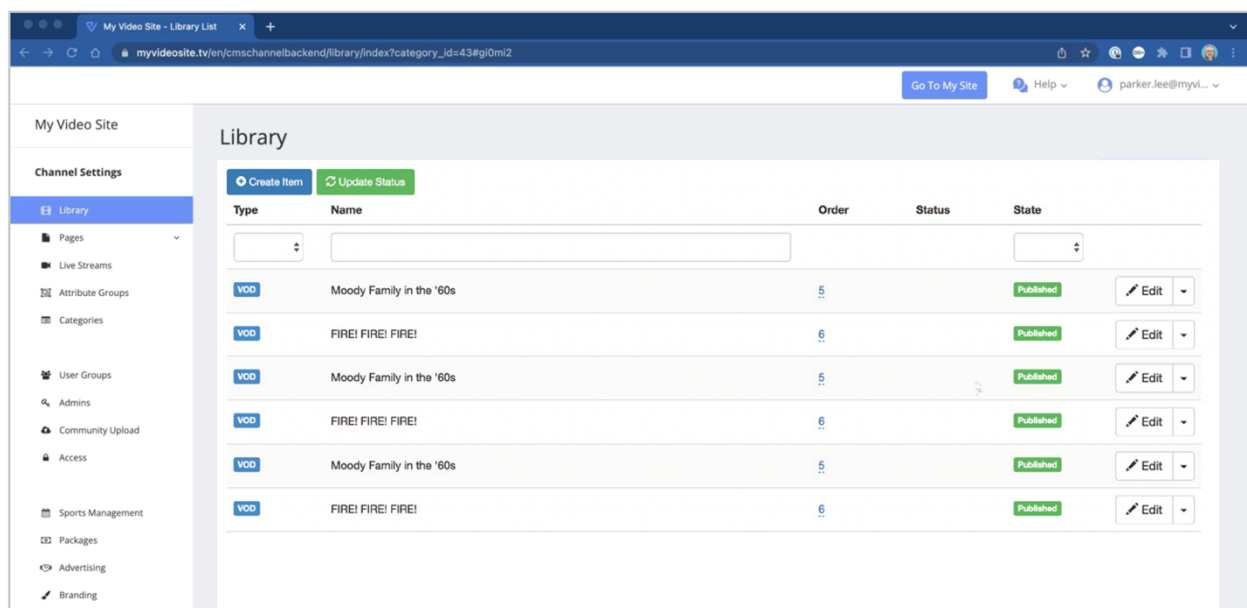 My Video Site - Library List
myvideosite.tv/en/cmschannelbackend/library/index?category_id=43#gi0mi2
Go To My Site Help parker.lee@myvi...
My Video Site
Library
Channel Settings
Create Item Update Status
Library
Type Name Order Status State
Pages
Live Streams
Attribute Groups
VOD Moody Family in the '60s 5 Published Edit
Categories
VOD FIRE! FIRE! FIRE! 6 Published Edit
User Groups
VOD Moody Family in the '60s 5 Published Edit
Admins
Community Upload
VOD FIRE! FIRE! FIRE! 6 Published Edit
Access
VOD Moody Family in the '60s 5 Published Edit
Sports Management
VOD FIRE! FIRE! FIRE! 6 Published Edit
Packages
Advertising
Branding